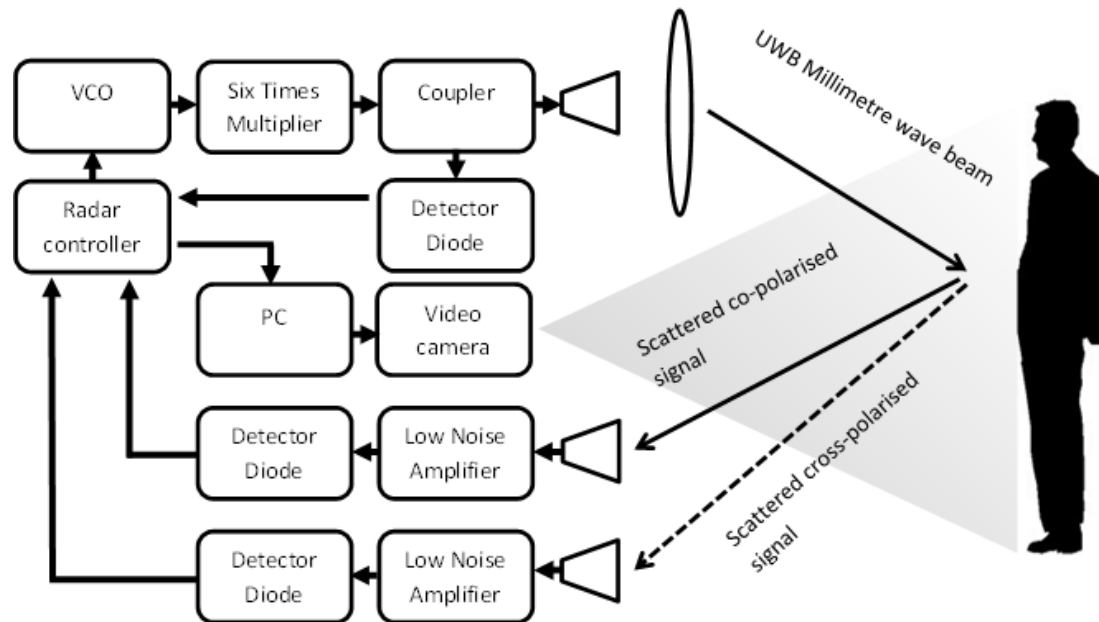 VCO
Six Times
Multiplier
Coupler
UWB Millimetre wave beam
Radar
controller
Detector
Diode
PC
Video
camera
Scattered co-polarised
signal
Detector
Diode
Low Noise
Amplifier
Scattered cross-polarised
signal
Detector
Diode
Low Noise
Amplifier